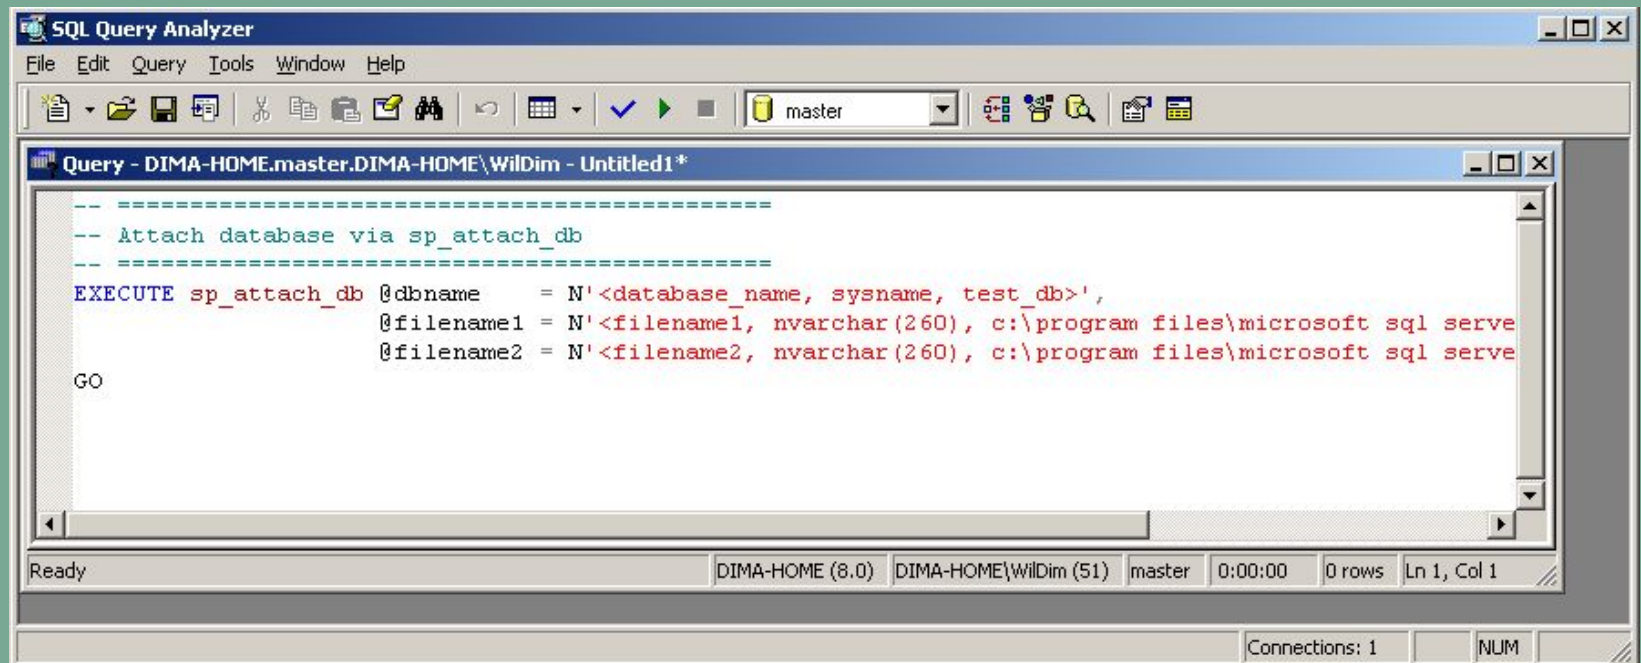 SQL Query Analyzer
File Edit Query Tools Window Help
master
Query - DIMA-HOME.master.DIMA-HOME\WilDim - Untitled1*
-- =============================================
-- Attach database via sp_attach_db
-- =============================================
EXECUTE sp_attach_db @dbname    = N'<database_name, sysname, test_db>',
@filename1 = N'<filename1, nvarchar(260), c:\program files\microsoft sql serve
@filename2 = N'<filename2, nvarchar(260), c:\program files\microsoft sql serve
GO
Ready DIMA-HOME (8.0) DIMA-HOME\WilDim (51) master 0:00:00 0 rows Ln 1, Col 1
Connections: 1 NUM